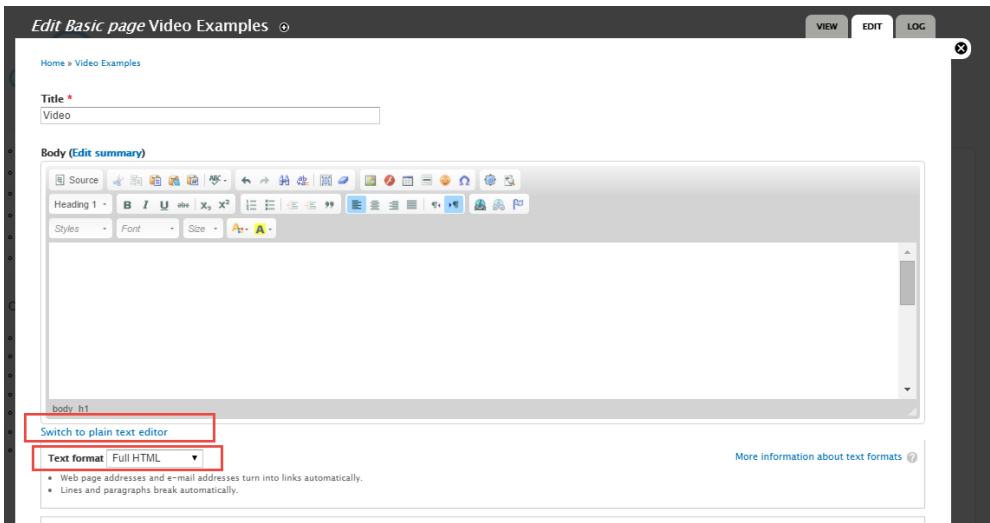 Edit Basic page Video Examples
VIEW EDIT LOG
Home » Video Examples
Title *
Video
Body (Edit summary)
Source ABC
Heading 1 B I U abc X₂ X²
Styles Font Size A A
body h1
Switch to plain text editor
Text format Full HTML More information about text formats ?
• Web page addresses and e-mail addresses turn into links automatically.
• Lines and paragraphs break automatically.